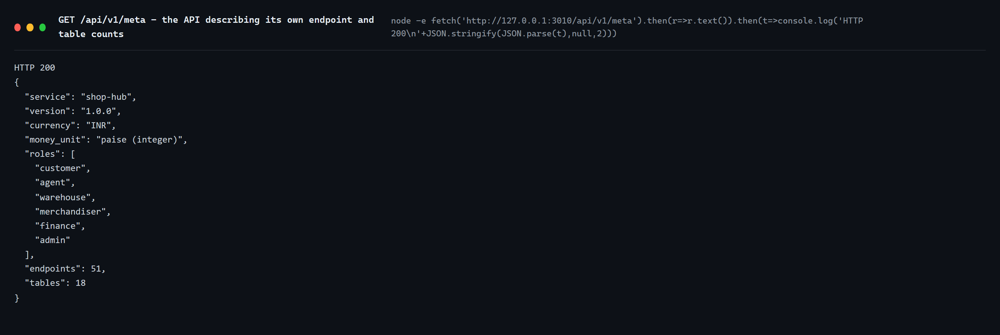 GET /api/v1/meta — the API describing its own endpoint and
table counts
node -e fetch('http://127.0.0.1:3010/api/v1/meta').then(r=>r.text()).then(t=>console.log('HTTP
200\n'+JSON.stringify(JSON.parse(t),null,2)))
HTTP 200
{
  "service": "shop-hub",
  "version": "1.0.0",
  "currency": "INR",
  "money_unit": "paise (integer)",
  "roles": [
    "customer",
    "agent",
    "warehouse",
    "merchandiser",
    "finance",
    "admin"
  ],
  "endpoints": 51,
  "tables": 18
}